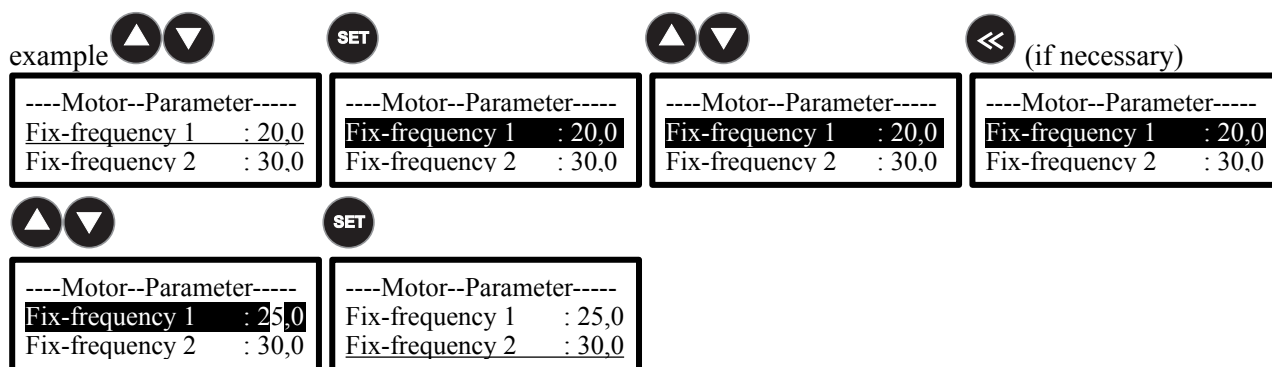 example
SET
(if necessary)
----Motor--Parameter-----
Fix-frequency 1 : 20,0
Fix-frequency 2 : 30,0
----Motor--Parameter-----
Fix-frequency 1 : 20,0
Fix-frequency 2 : 30,0
----Motor--Parameter-----
Fix-frequency 1 : 20,0
Fix-frequency 2 : 30,0
----Motor--Parameter-----
Fix-frequency 1 : 20,0
Fix-frequency 2 : 30,0
SET
----Motor--Parameter-----
Fix-frequency 1 : 25,0
Fix-frequency 2 : 30,0
----Motor--Parameter-----
Fix-frequency 1 : 25,0
Fix-frequency 2 : 30,0